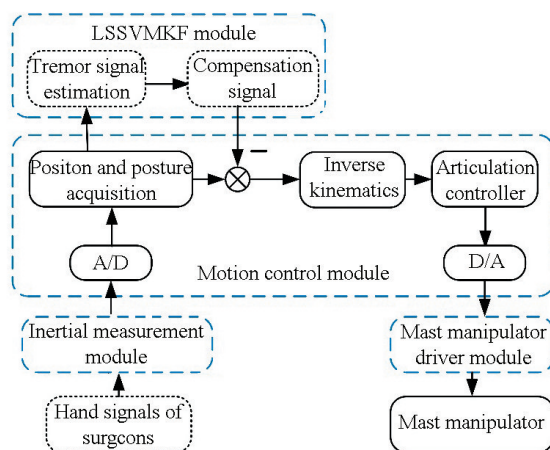 LSSVMKF module
Tremor signal
estimation
Compensation
signal
−
Positon and posture
acquisition
Inverse
kinematics
Articulation
controller
A/D
D/A
Motion control module
Inertial measurement
module
Mast manipulator
driver module
Hand signals of
surgcons
Mast manipulator